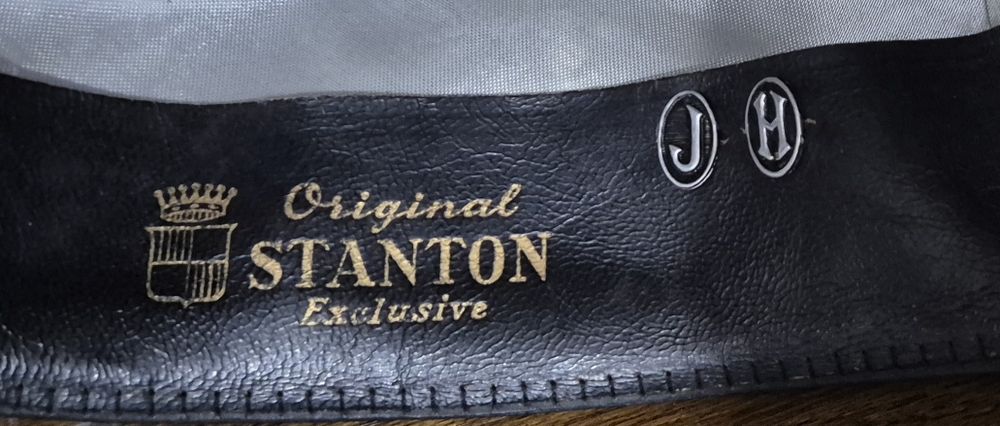 J H
Original
STANTON
Exclusive